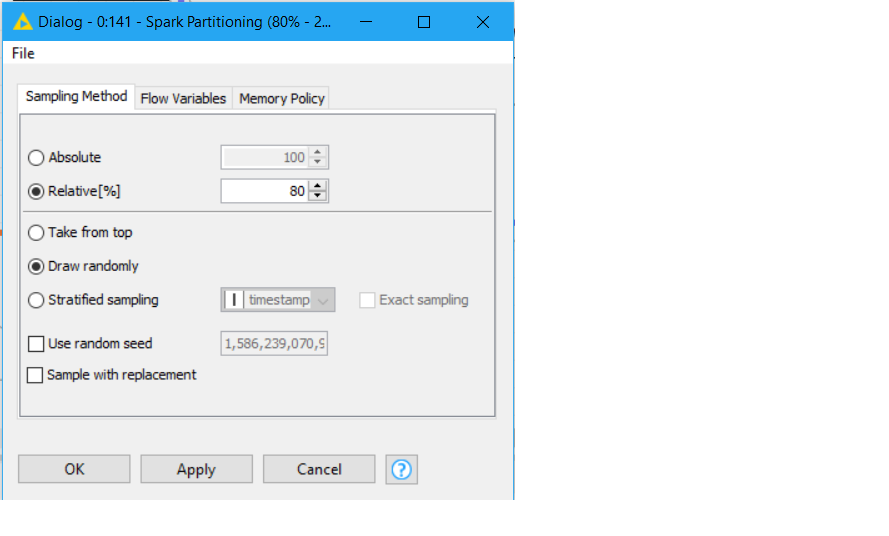 Dialog - 0:141 - Spark Partitioning (80% - 2...
File
Sampling Method Flow Variables Memory Policy
Absolute 100
Relative[%] 80
Take from top
Draw randomly
Stratified sampling I timestamp Exact sampling
Use random seed 1,586,239,070,9
Sample with replacement
OK Apply Cancel ?